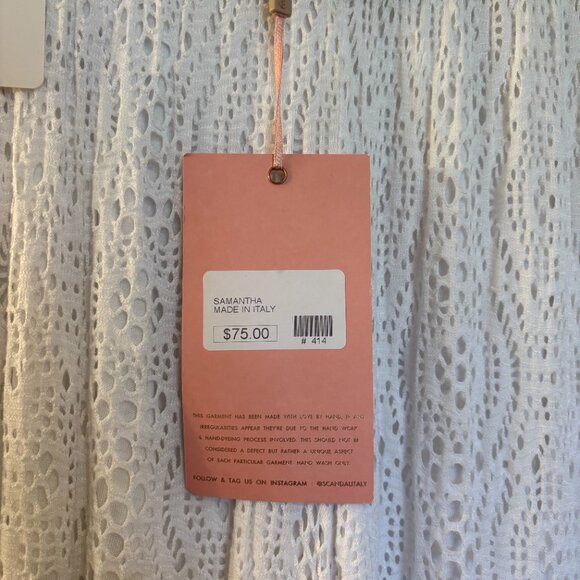 SAMANTHA
MADE IN ITALY
$75.00
# 414
THIS GARMENT HAS BEEN MADE WITH LOVE BY HAND, IF ANY
IRREGULARITIES APPEAR THEY'RE DUE TO THE HAND WORK
& HAND-DYEING PROCESS INVOLVED. THIS SHOULD NOT BE
CONSIDERED A DEFECT BUT RATHER A UNIQUE ASPECT
OF EACH PARTICULAR GARMENT. HAND WASH ONLY.
FOLLOW & TAG US ON INSTAGRAM : @SCANDALITALY